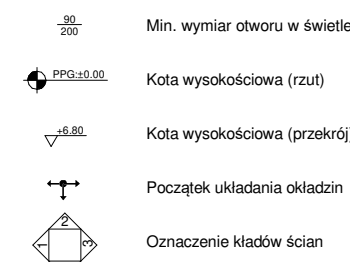 90
200
Min. wymiar otworu w świetle
PPG:±0.00
Kota wysokościowa (rzut)
+6.80
Kota wysokościowa (przekrój)
Początek układania okładzin
2
1
3
Oznaczenie kładów ścian